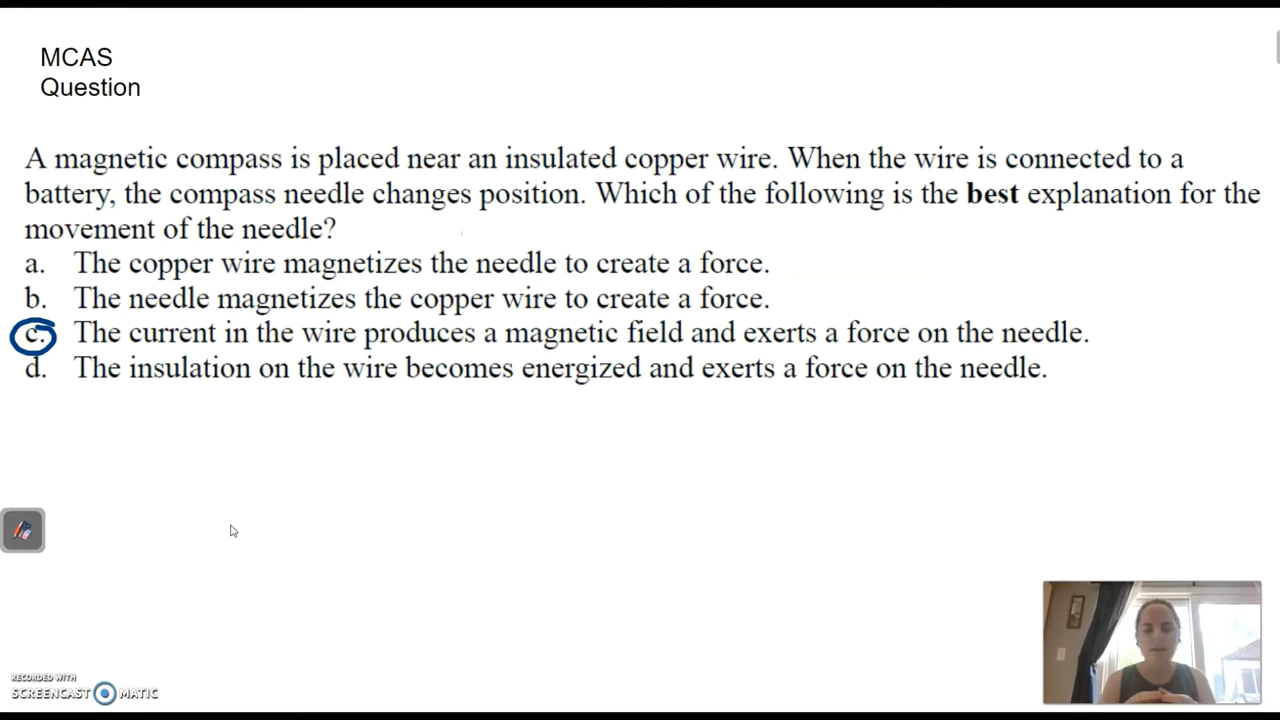 MCAS
Question
A magnetic compass is placed near an insulated copper wire. When the wire is connected to a
battery, the compass needle changes position. Which of the following is the best explanation for the
movement of the needle?
a. The copper wire magnetizes the needle to create a force.
b. The needle magnetizes the copper wire to create a force.
c. The current in the wire produces a magnetic field and exerts a force on the needle.
d. The insulation on the wire becomes energized and exerts a force on the needle.
RECORDED WITH
SCREENCAST MATIC